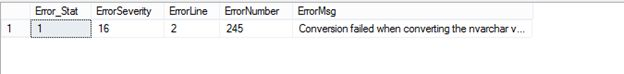 Error_Stat ErrorSeverity ErrorLine ErrorNumber ErrorMsg
1 1 16 2 245 Conversion failed when converting the nvarchar v...